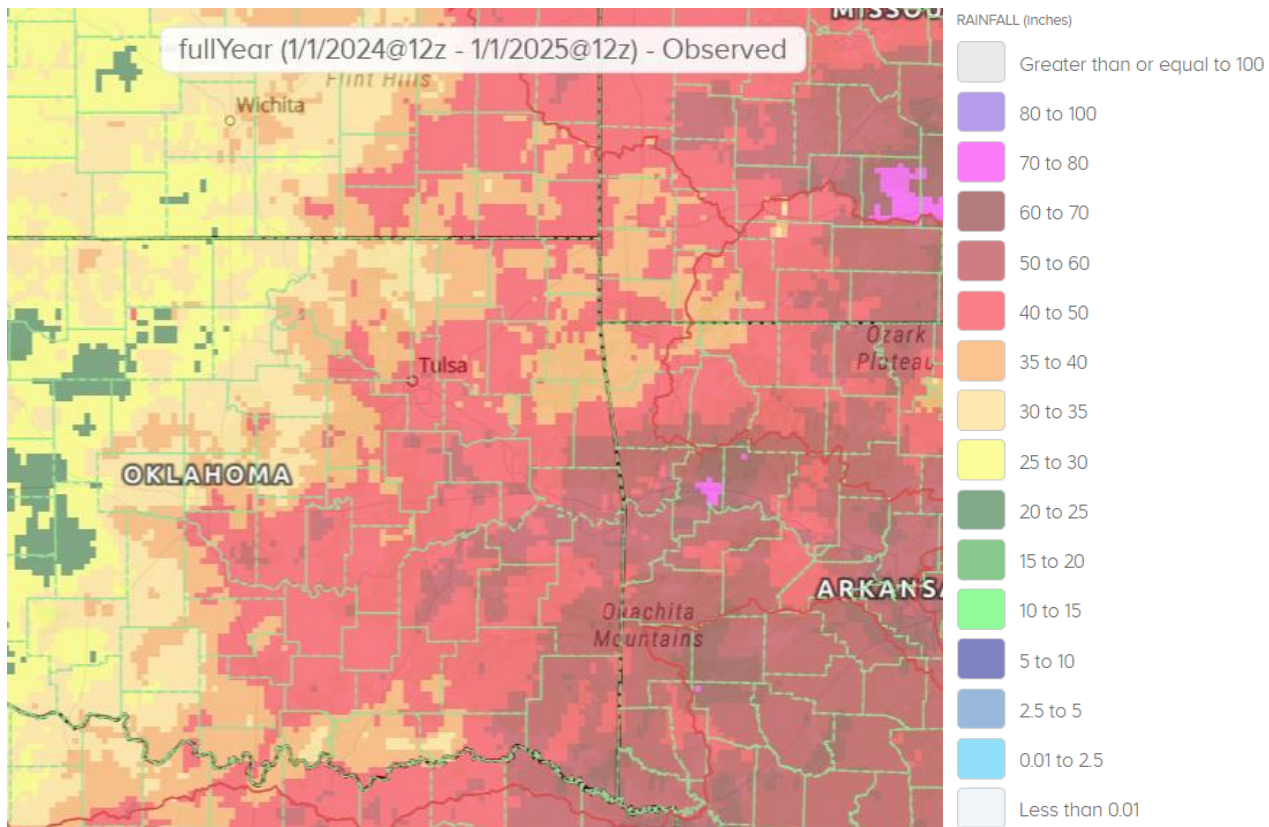 MISSOU
fullYear (1/1/2024@12z - 1/1/2025@12z) - Observed
Flint Hills
Wichita
Ozark
Plateau
Tulsa
OKLAHOMA
ARKANSA
Ouachita
Mountains
RAINFALL (Inches)
Greater than or equal to 100
80 to 100
70 to 80
60 to 70
50 to 60
40 to 50
35 to 40
30 to 35
25 to 30
20 to 25
15 to 20
10 to 15
5 to 10
2.5 to 5
0.01 to 2.5
Less than 0.01